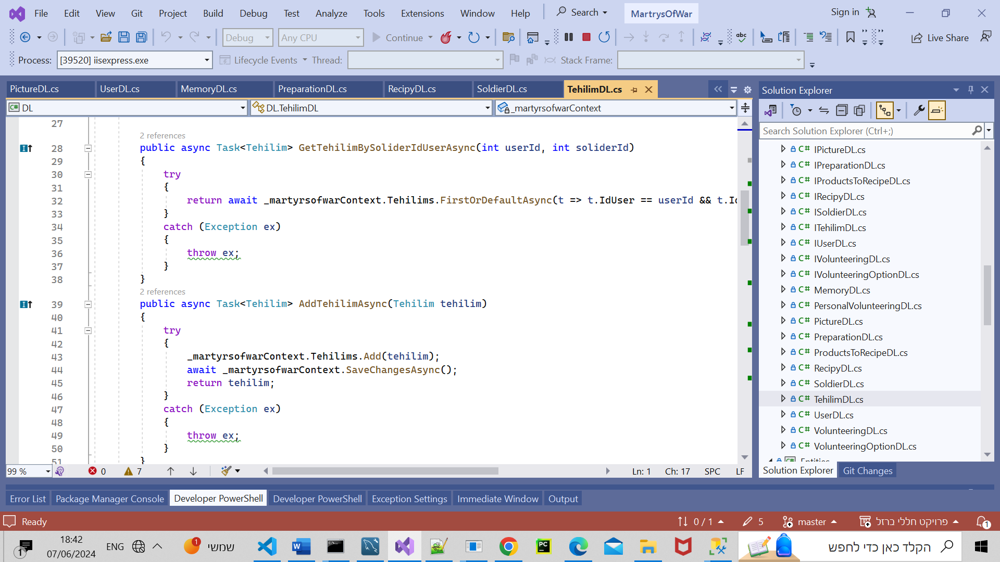 File Edit View Git Project Build Debug Test Analyze Tools Extensions Window Help Search MartrysOfWar Sign in
Debug Any CPU Continue abc Live Share
Process: [39520] iisexpress.exe Lifecycle Events Thread: Stack Frame:
PictureDL.cs UserDL.cs MemoryDL.cs PreparationDL.cs RecipyDL.cs SoldierDL.cs TehilimDL.cs
C# DL DL.TehilimDL _martyrsofwarContext
27
2 references
28 public async Task<Tehilim> GetTehilimBySoliderIdUserAsync(int userId, int soliderId)
29 {
30 try
31 {
32 return await _martyrsofwarContext.Tehilims.FirstOrDefaultAsync(t => t.IdUser == userId && t.Id
33 }
34 catch (Exception ex)
35 {
36 throw ex;
37 }
38 }
2 references
39 public async Task<Tehilim> AddTehilimAsync(Tehilim tehilim)
40 {
41 try
42 {
43 _martyrsofwarContext.Tehilims.Add(tehilim);
44 await _martyrsofwarContext.SaveChangesAsync();
45 return tehilim;
46 }
47 catch (Exception ex)
48 {
49 throw ex;
50 }
51 }
99 % 0 7 Ln: 1 Ch: 17 SPC LF
Solution Explorer
Search Solution Explorer (Ctrl+;)
C# IPictureDL.cs
C# IPreparationDL.cs
C# IProductsToRecipeDL.cs
C# IRecipyDL.cs
C# ISoldierDL.cs
C# ITehilimDL.cs
C# IUserDL.cs
C# IVolunteeringDL.cs
C# IVolunteeringOptionDL.cs
C# MemoryDL.cs
C# PersonalVolunteeringDL.cs
C# PictureDL.cs
C# PreparationDL.cs
C# ProductsToRecipeDL.cs
C# RecipyDL.cs
C# SoldierDL.cs
C# TehilimDL.cs
C# UserDL.cs
C# VolunteeringDL.cs
C# VolunteeringOptionDL.cs
C# Entities
Solution Explorer Git Changes
Error List Package Manager Console Developer PowerShell Developer PowerShell Exception Settings Immediate Window Output
Ready 0 / 1 5 master פרויקט חללי ברזל 1
1 18:42 ENG 1 שמשי W PC הקלד כאן כדי לחפש
07/06/2024